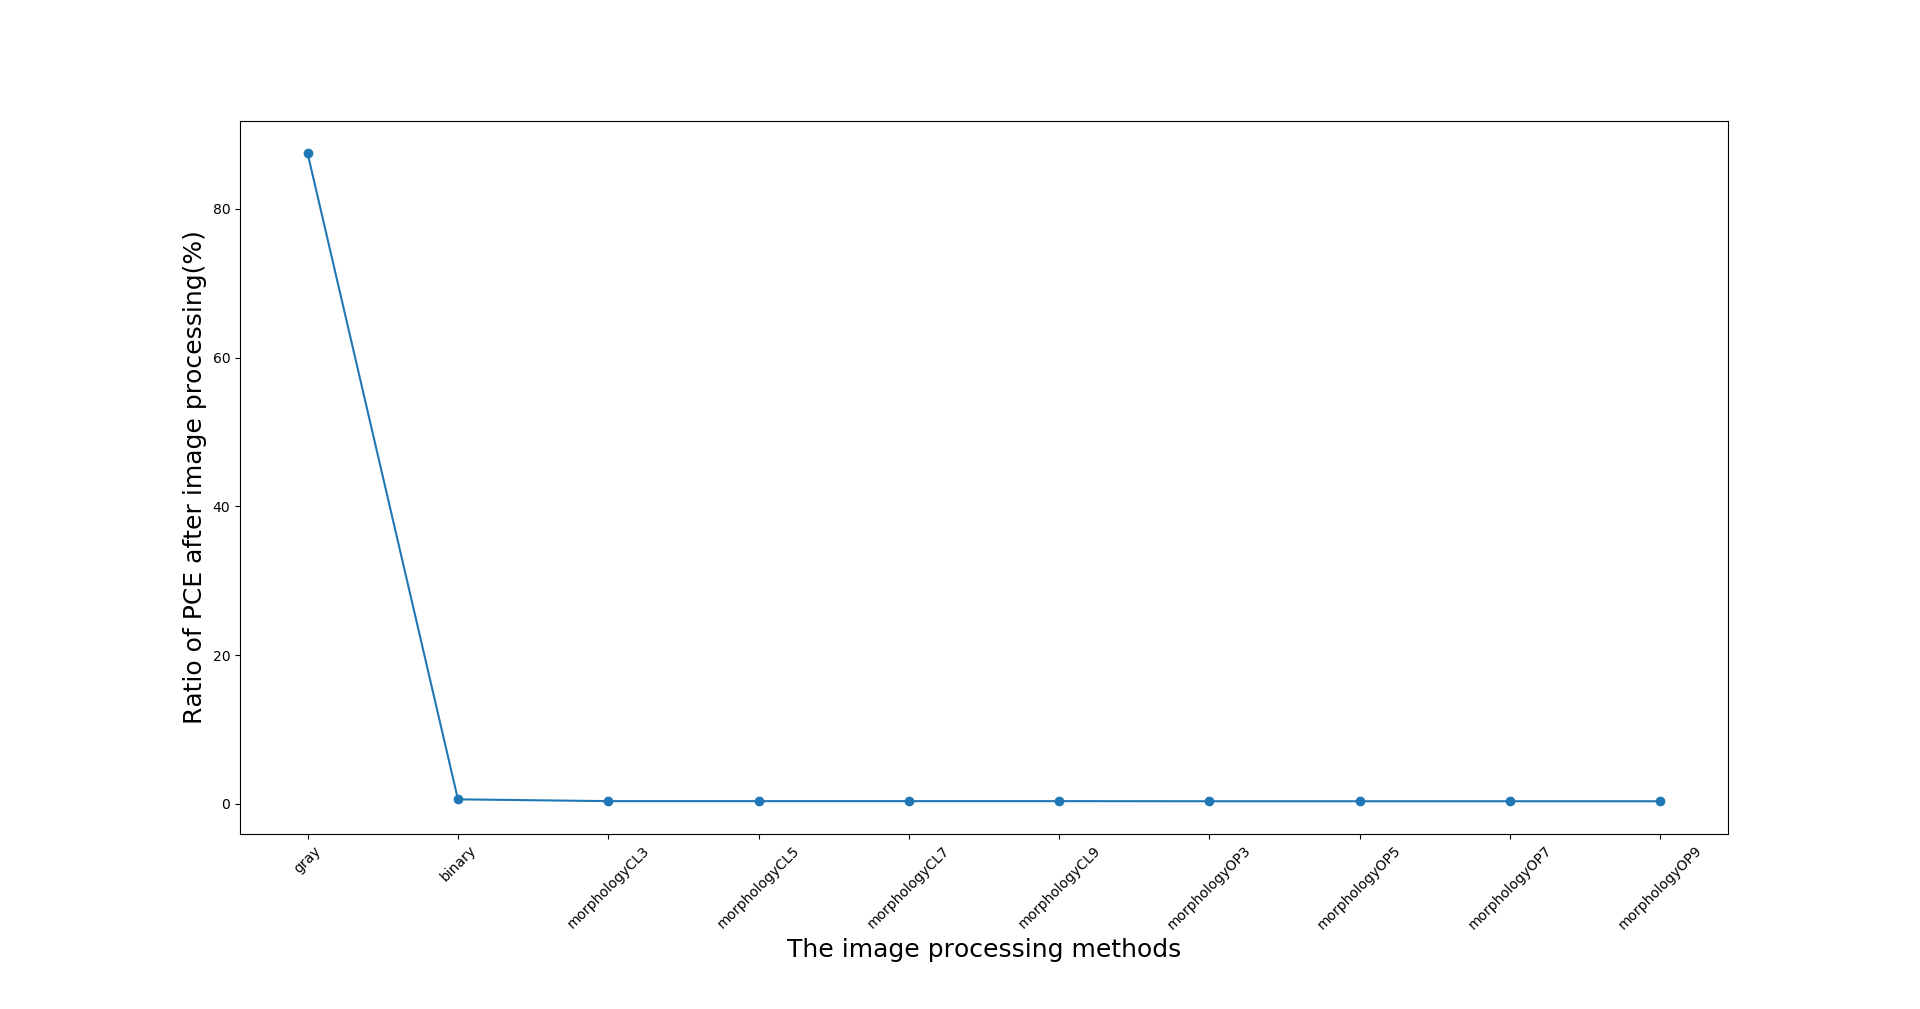 Ratio of PCE after image processing(%)
80
60
40
20
0
gray
binary
morphologyCL3
morphologyCL5
morphologyCL7
morphologyCL9
morphologyOP3
morphologyOP5
morphologyOP7
morphologyOP9
The image processing methods